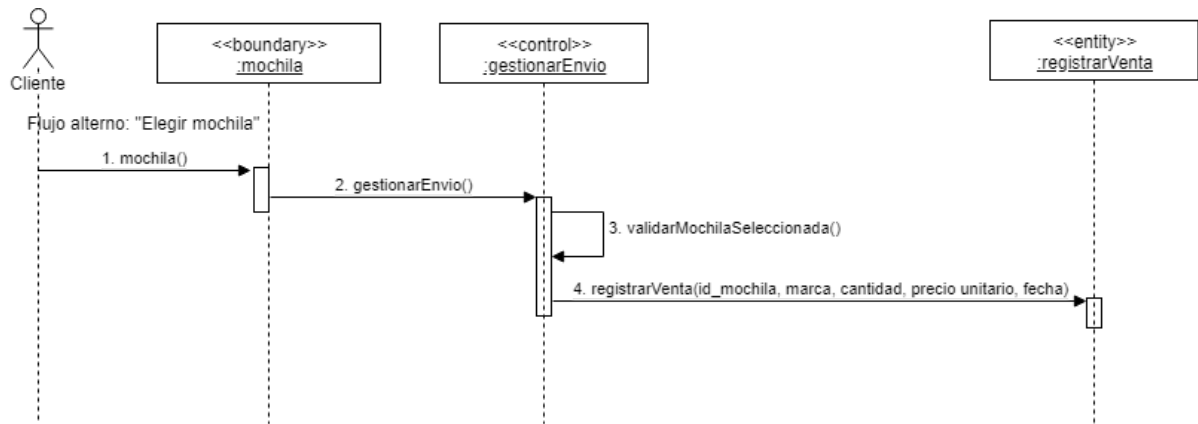 <<boundary>>
:mochila
<<control>>
:gestionarEnvio
<<entity>>
:registrarVenta
Cliente
Flujo alterno: "Elegir mochila"
1. mochila()
2. gestionarEnvio()
3. validarMochilaSeleccionada()
4. registrarVenta(id_mochila, marca, cantidad, precio unitario, fecha)